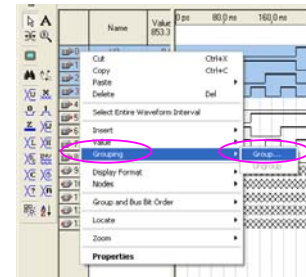 Name Value 0 ps 80.0 ns 160.0 ns
853.3
Cut Ctrl+X
Copy Ctrl+C
Paste
Delete Del
Select Entire Waveform Interval
Insert
Value
Grouping Group...
Ungroup...
Display Format
Nodes
Group and Bus Bit Order
Locate
Zoom
Properties